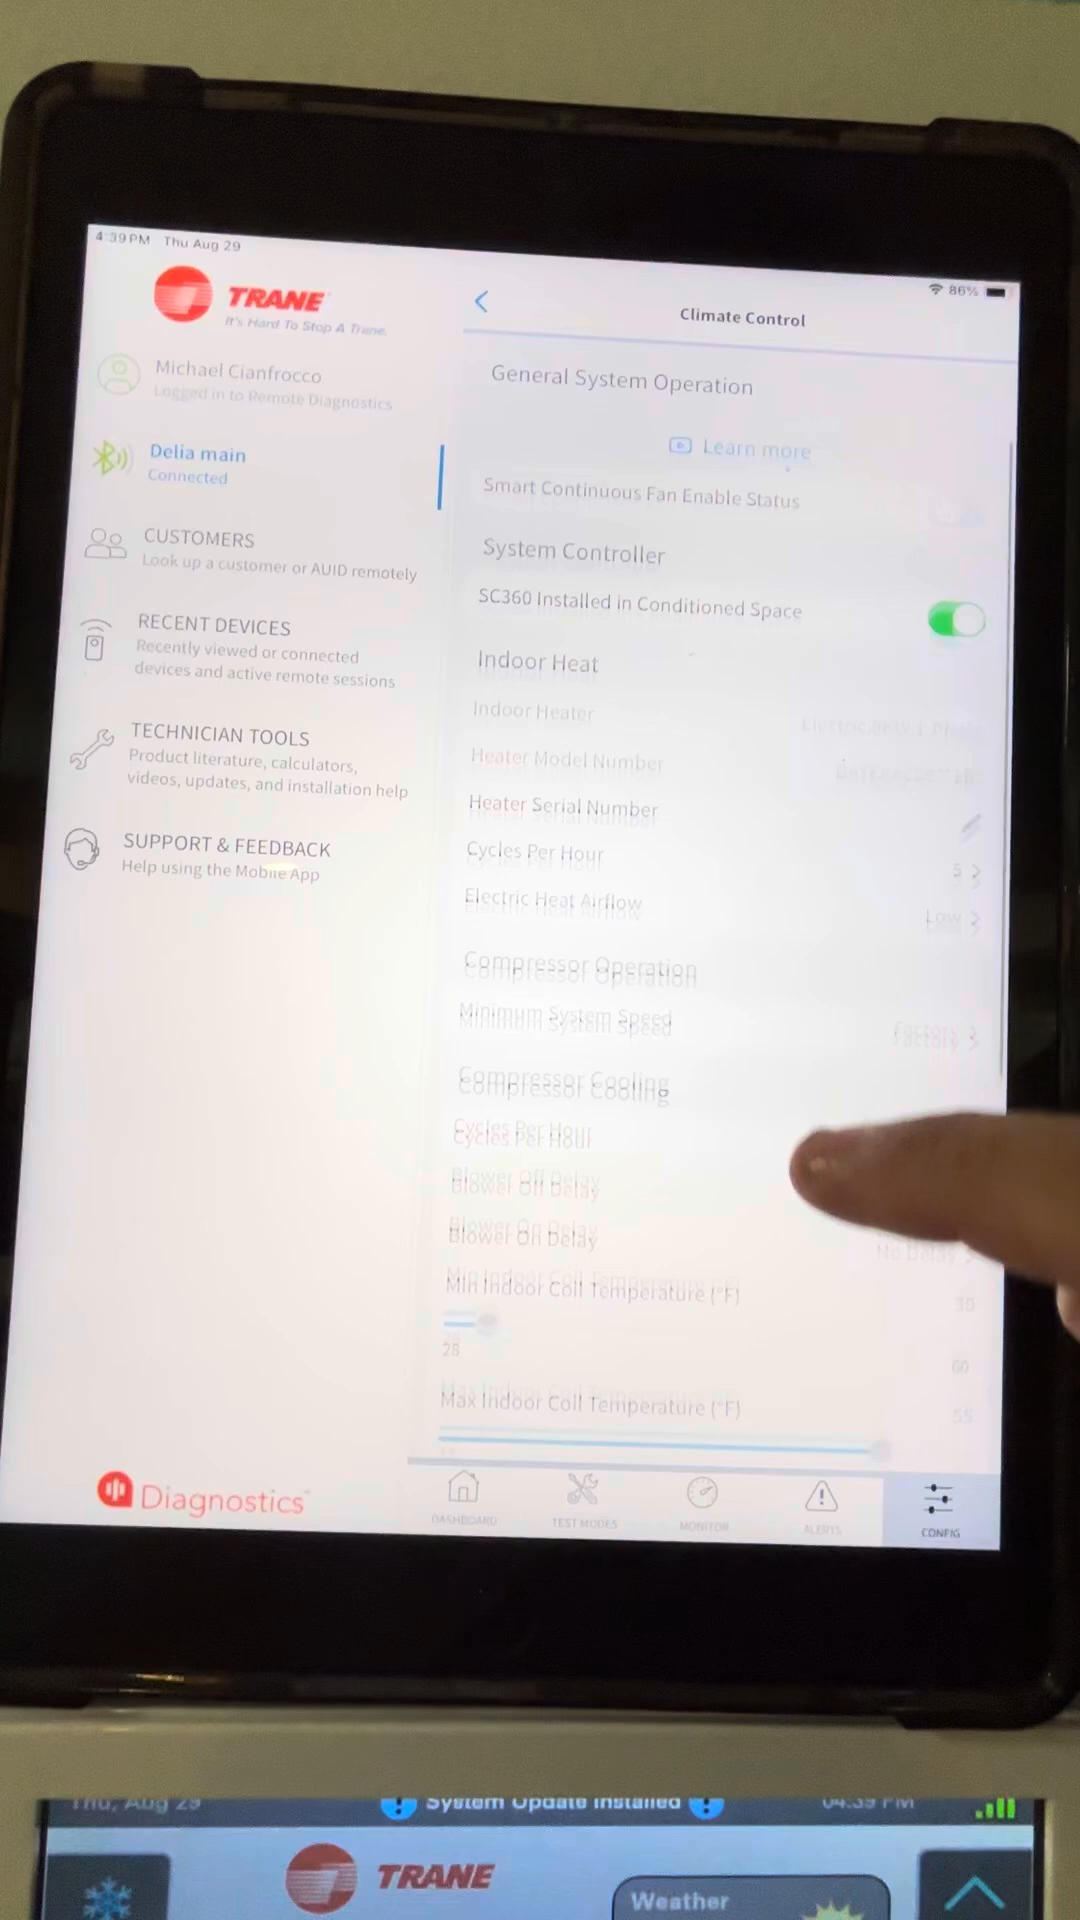 4:39PM Thu Aug 29
86%
TRANE
It's Hard To Stop A Trane.
Michael Cianfrocco
Logged in to Remote Diagnostics
Delia main
Connected
CUSTOMERS
Look up a customer or AUID remotely
RECENT DEVICES
Recently viewed or connected
devices and active remote sessions
TECHNICIAN TOOLS
Product literature, calculators,
videos, updates, and installation help
SUPPORT & FEEDBACK
Help using the Mobile App
Diagnostics
Climate Control
General System Operation
Learn more
Smart Continuous Fan Enable Status
System Controller
SC360 Installed in Conditioned Space
Indoor Heat
Indoor Heater
Heater Model Number
Heater Serial Number
Cycles Per Hour 5
Electric Heat Airflow Low
Compressor Operation
Minimum System Speed Factory
Compressor Cooling
Cycles Per Hour
Blower Off Delay
Blower On Delay No Delay
Min Indoor Coil Temperature (°F)
28
60
Max Indoor Coil Temperature (°F) 55
DASHBOARD TEST MODES MONITOR ALERTS CONFIG
Thu, Aug 29 System Update Installed 04:39 PM
TRANE
Weather